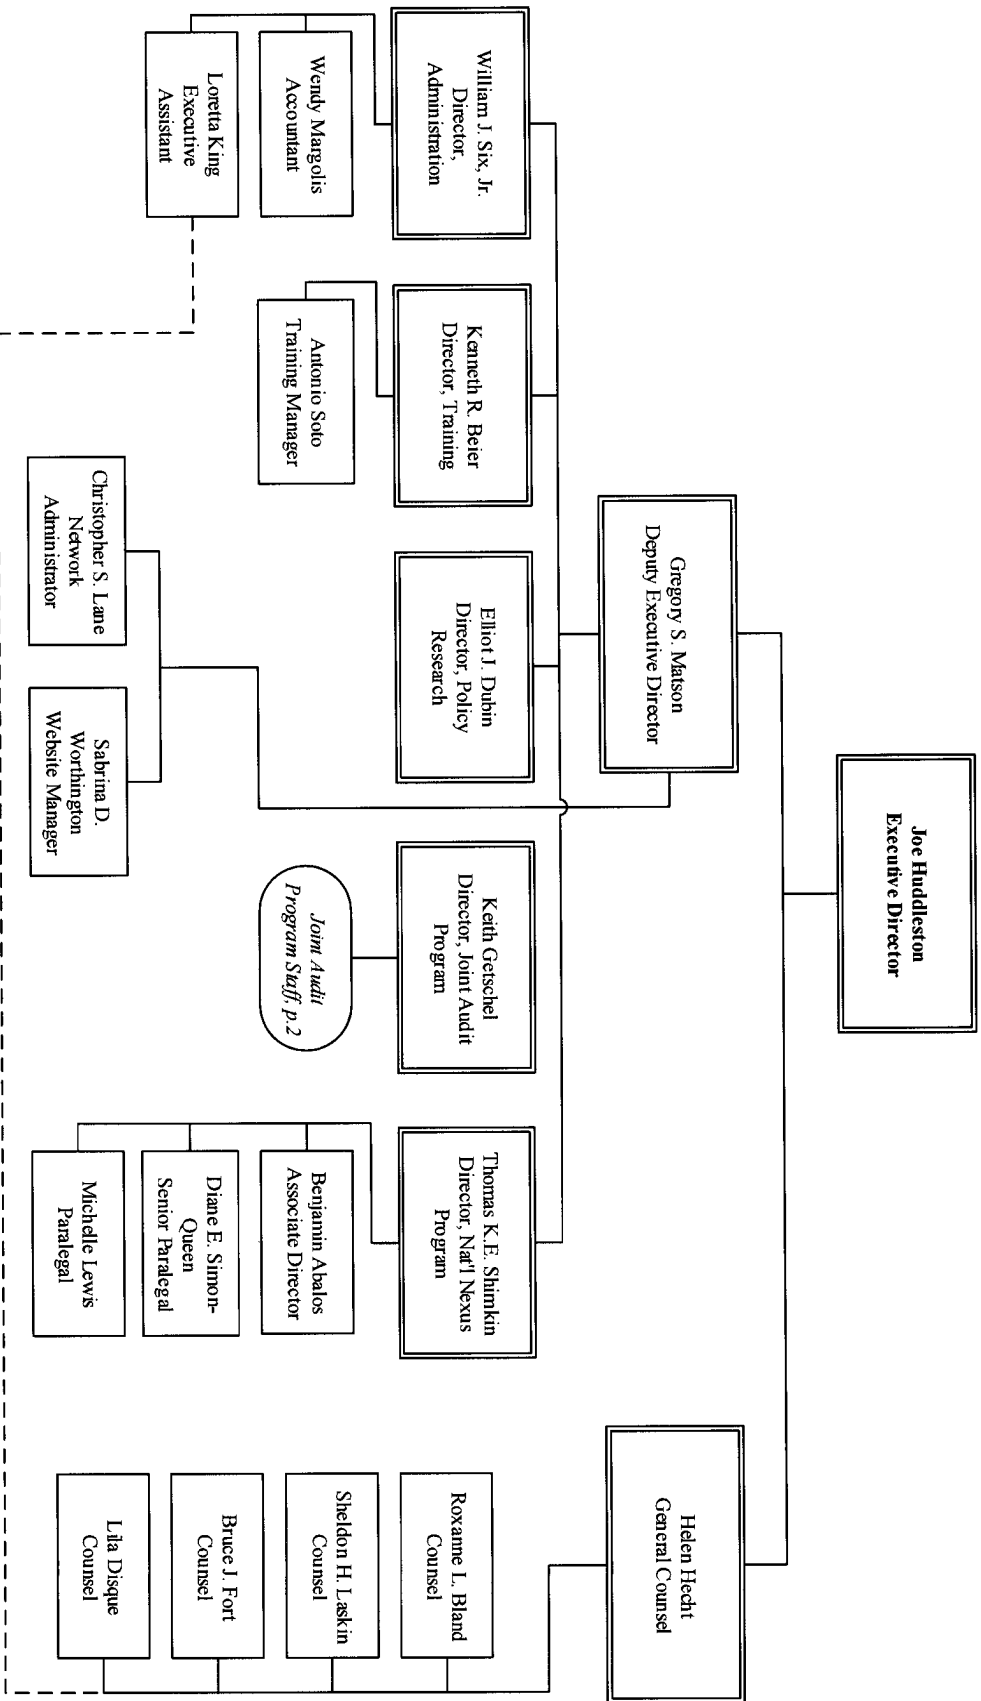 Joe Huddleston
Executive Director
Gregory S. Matson
Deputy Executive Director
Helen Hecht
General Counsel
William J. Six, Jr.
Director,
Administration
Kenneth R. Beier
Director, Training
Elliot J. Dubin
Director, Policy
Research
Keith Getschel
Director, Joint Audit
Program
Thomas K.E. Shimkin
Director, Nat'l Nexus
Program
Wendy Margolis
Accountant
Loretta King
Executive
Assistant
Antonio Soto
Training Manager
Joint Audit
Program Staff, p.2
Benjamin Abalos
Associate Director
Diane E. Simon-
Queen
Senior Paralegal
Michelle Lewis
Paralegal
Roxanne L. Bland
Counsel
Sheldon H. Laskin
Counsel
Bruce J. Fort
Counsel
Lila Disque
Counsel
Christopher S. Lane
Network
Administrator
Sabrina D.
Worthington
Website Manager